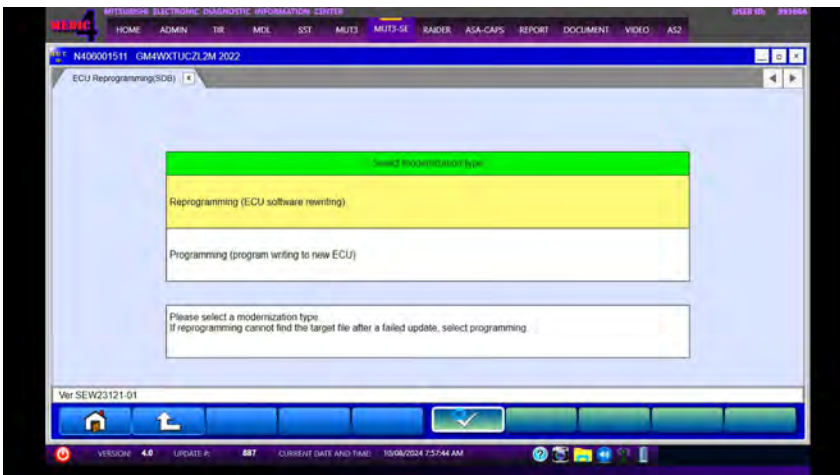 MITSUBISHI ELECTRONIC DIAGNOSTIC INFORMATION CENTER
USER ID: 99366A
MEDIC 4
HOME ADMIN TIR MDL SST MUT3 MUT3-SE RAIDER ASA-CAPS REPORT DOCUMENT VIDEO AS2
N406001511 GM4WXTUCZL2M 2022
ECU Reprogramming(SDB) x
Select modernization type
Reprogramming (ECU software rewriting)
Programming (program writing to new ECU)
Please select a modernization type.
If reprogramming cannot find the target file after a failed update, select programming.
Ver SEW23121-01
VERSION: 4.0 UPDATE #: 887 CURRENT DATE AND TIME: 10/08/2024 7:57:44 AM